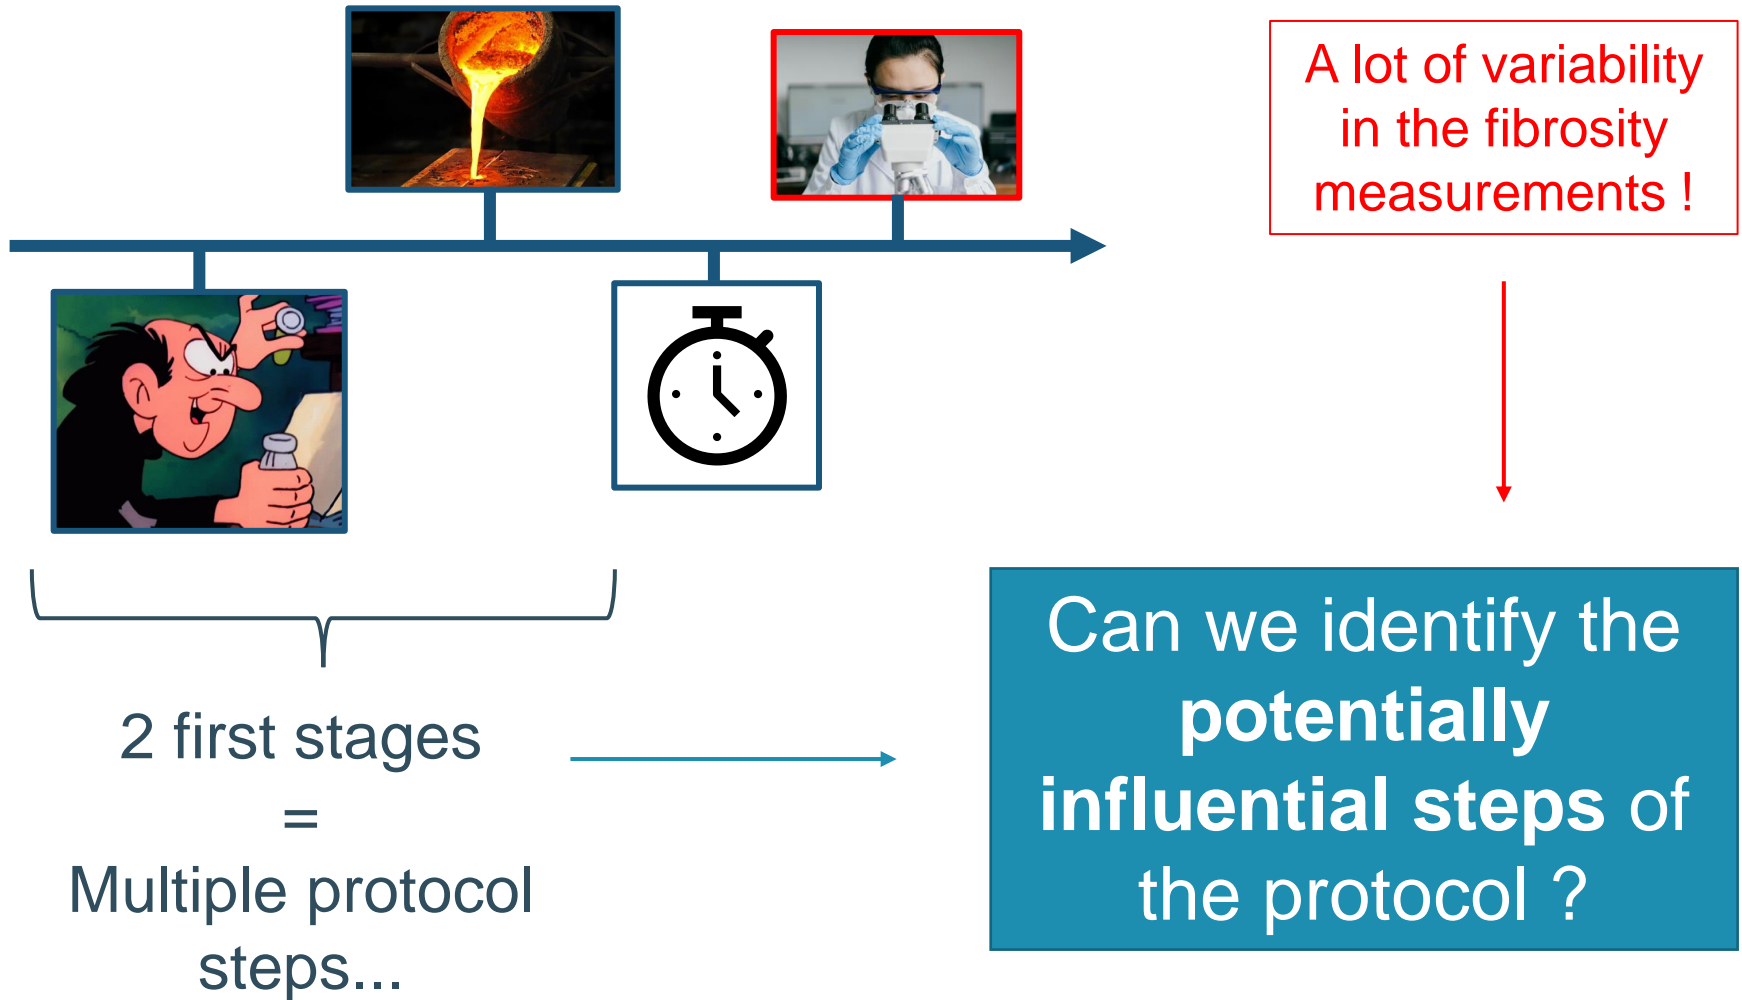 A lot of variability
in the fibrosity
measurements !
2 first stages
=
Multiple protocol
steps...
Can we identify the
potentially
influential steps of
the protocol ?